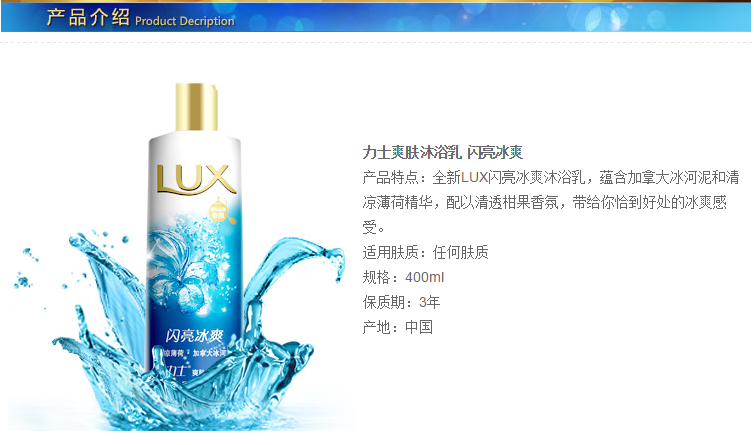 产品介绍 Product Decription
力士爽肤沐浴乳 闪亮冰爽
产品特点：全新LUX闪亮冰爽沐浴乳，蕴含加拿大冰河泥和清
凉薄荷精华，配以清透柑果香氛，带给你恰到好处的冰爽感
受。
适用肤质：任何肤质
规格：400ml
保质期：3年
产地：中国
LUX
闪亮冰爽
凉薄荷·加拿大冰河
力士 爽